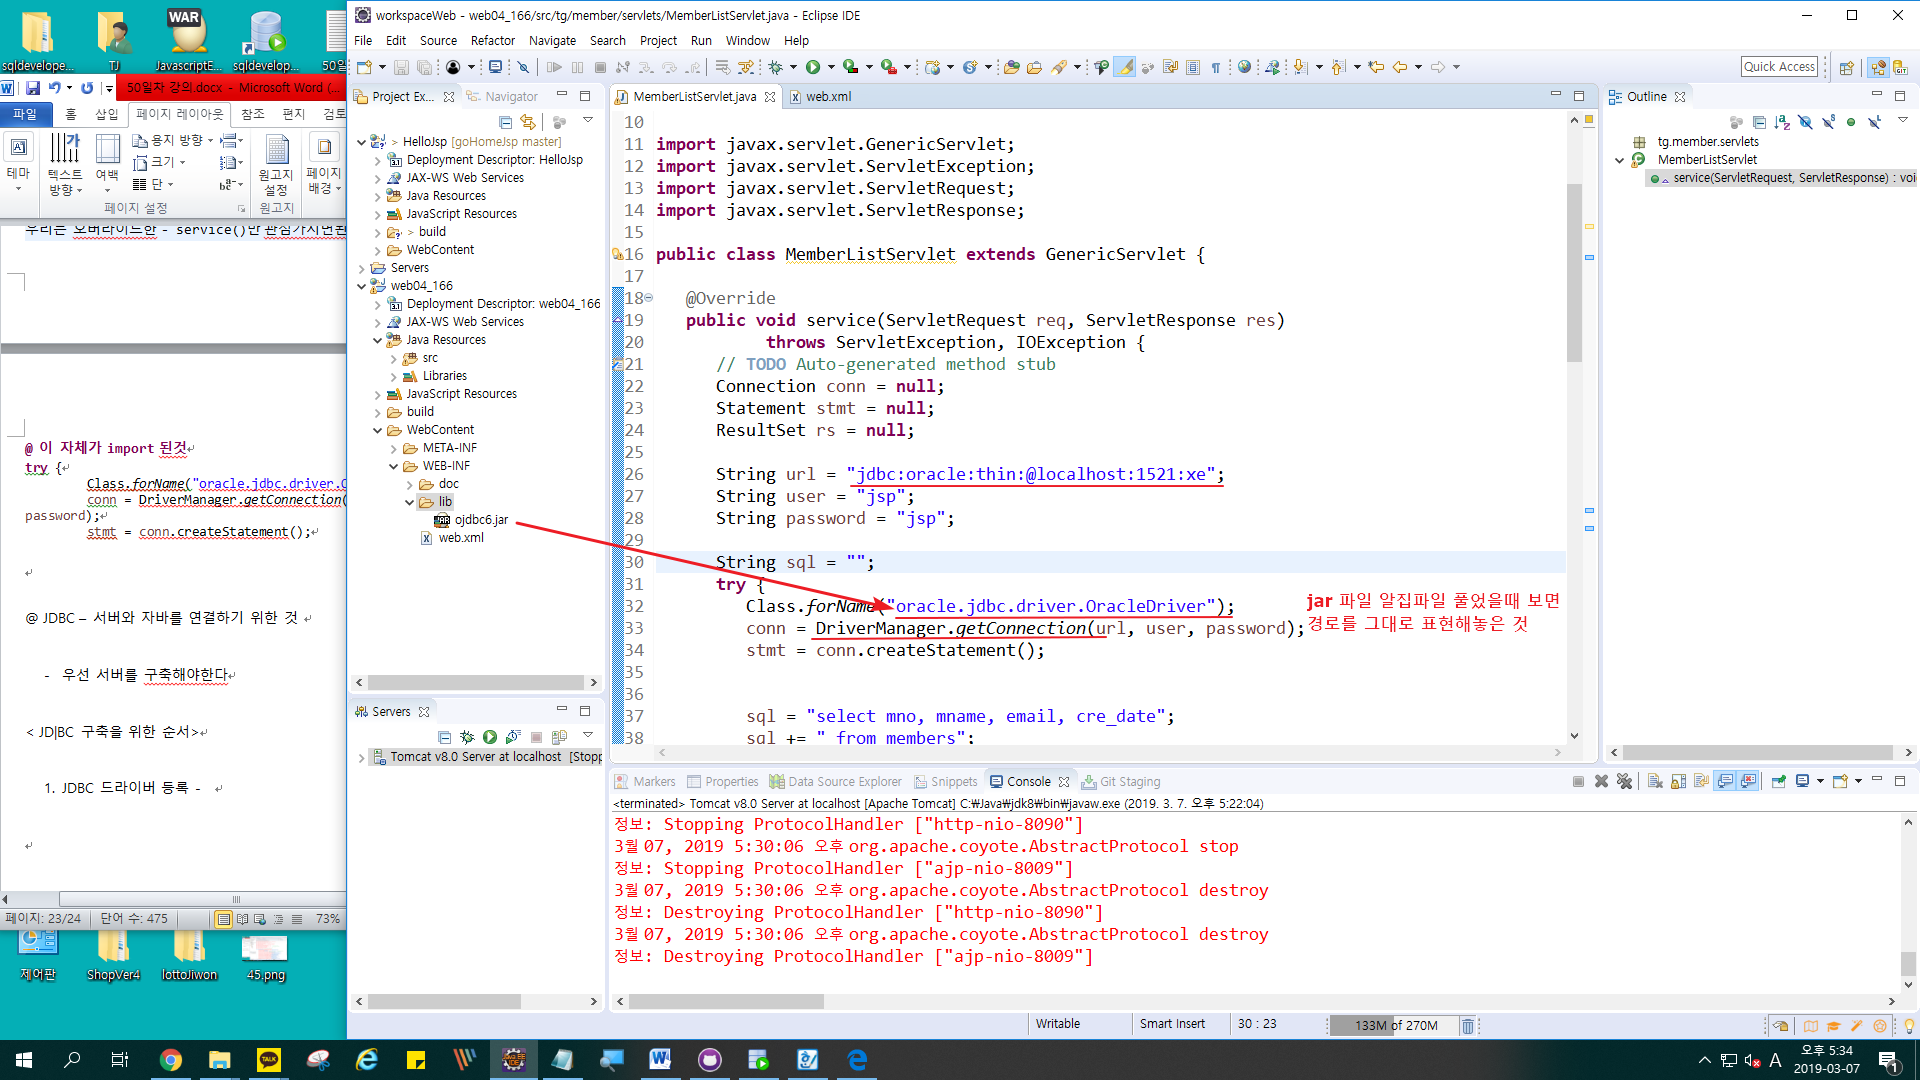 sqldevelope...
TJ
JavascriptE...
sqldevelop...
50일
50일차 강의.docx - Microsoft Word (...
파일
홈
삽입
페이지 레이아웃
참조
편지
검토
테마
텍스트 방향
여백
용지 방향
크기
단
원고지 설정
페이지 배경
페이지 설정
원고지
우리는 오버라이드한 - service()만 관심가지면된
@ 이 자체가 import 된것
try {
Class.forName("oracle.jdbc.driver.O
conn = DriverManager.getConnection(
password);
stmt = conn.createStatement();
@ JDBC – 서버와 자바를 연결하기 위한 것
- 우선 서버를 구축해야한다
< JD|BC 구축을 위한 순서>
1. JDBC 드라이버 등록 -
페이지: 23/24
단어 수: 475
73%
제어판
ShopVer4
lottoJiwon
45.png
workspaceWeb - web04_166/src/tg/member/servlets/MemberListServlet.java - Eclipse IDE
File Edit Source Refactor Navigate Search Project Run Window Help
Quick Access
Project Ex...
Navigator
> HelloJsp [goHomeJsp master]
Deployment Descriptor: HelloJsp
JAX-WS Web Services
Java Resources
JavaScript Resources
> build
WebContent
Servers
web04_166
Deployment Descriptor: web04_166
JAX-WS Web Services
Java Resources
src
Libraries
JavaScript Resources
build
WebContent
META-INF
WEB-INF
doc
lib
ojdbc6.jar
web.xml
Servers
Tomcat v8.0 Server at localhost [Stopp
MemberListServlet.java
web.xml
10
11 import javax.servlet.GenericServlet;
12 import javax.servlet.ServletException;
13 import javax.servlet.ServletRequest;
14 import javax.servlet.ServletResponse;
15
16 public class MemberListServlet extends GenericServlet {
17
18 @Override
19 public void service(ServletRequest req, ServletResponse res)
20 throws ServletException, IOException {
21 // TODO Auto-generated method stub
22 Connection conn = null;
23 Statement stmt = null;
24 ResultSet rs = null;
25
26 String url = "jdbc:oracle:thin:@localhost:1521:xe";
27 String user = "jsp";
28 String password = "jsp";
29
30 String sql = "";
31 try {
32 Class.forName("oracle.jdbc.driver.OracleDriver");
33 conn = DriverManager.getConnection(url, user, password);
34 stmt = conn.createStatement();
35
36
37 sql = "select mno, mname, email, cre_date";
38 sql += " from members";
jar 파일 알집파일 풀었을때 보면
경로를 그대로 표현해놓은 것
Outline
tg.member.servlets
MemberListServlet
service(ServletRequest, ServletResponse) : voi
Markers
Properties
Data Source Explorer
Snippets
Console
Git Staging
<terminated> Tomcat v8.0 Server at localhost [Apache Tomcat] C:₩Java₩jdk8₩bin₩javaw.exe (2019. 3. 7. 오후 5:22:04)
정보: Stopping ProtocolHandler ["http-nio-8090"]
3월 07, 2019 5:30:06 오후 org.apache.coyote.AbstractProtocol stop
정보: Stopping ProtocolHandler ["ajp-nio-8009"]
3월 07, 2019 5:30:06 오후 org.apache.coyote.AbstractProtocol destroy
정보: Destroying ProtocolHandler ["http-nio-8090"]
3월 07, 2019 5:30:06 오후 org.apache.coyote.AbstractProtocol destroy
정보: Destroying ProtocolHandler ["ajp-nio-8009"]
Writable
Smart Insert
30 : 23
133M of 270M
A
오후 5:34
2019-03-07